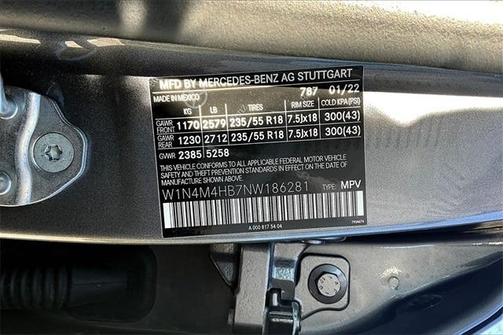 MFD BY MERCEDES-BENZ AG STUTTGART
MADE IN MEXICO 787 01/22
KG LB TIRES RIM SIZE COLD KPA (PSI)
GAWR FRONT 1170 2579 235/55 R18 7.5Jx18 300(43)
GAWR REAR 1230 2712 235/55 R18 7.5Jx18 300(43)
GVWR 2385 5258
THIS VEHICLE CONFORMS TO ALL APPLICABLE FEDERAL MOTOR VEHICLE
SAFETY, BUMPER, AND THEFT PREVENTION STANDARDS IN EFFECT ON THE
DATE OF MANUFACTURE SHOWN ABOVE.
W1N4M4HB7NW186281 TYPE: MPV
A 000 817 54 04